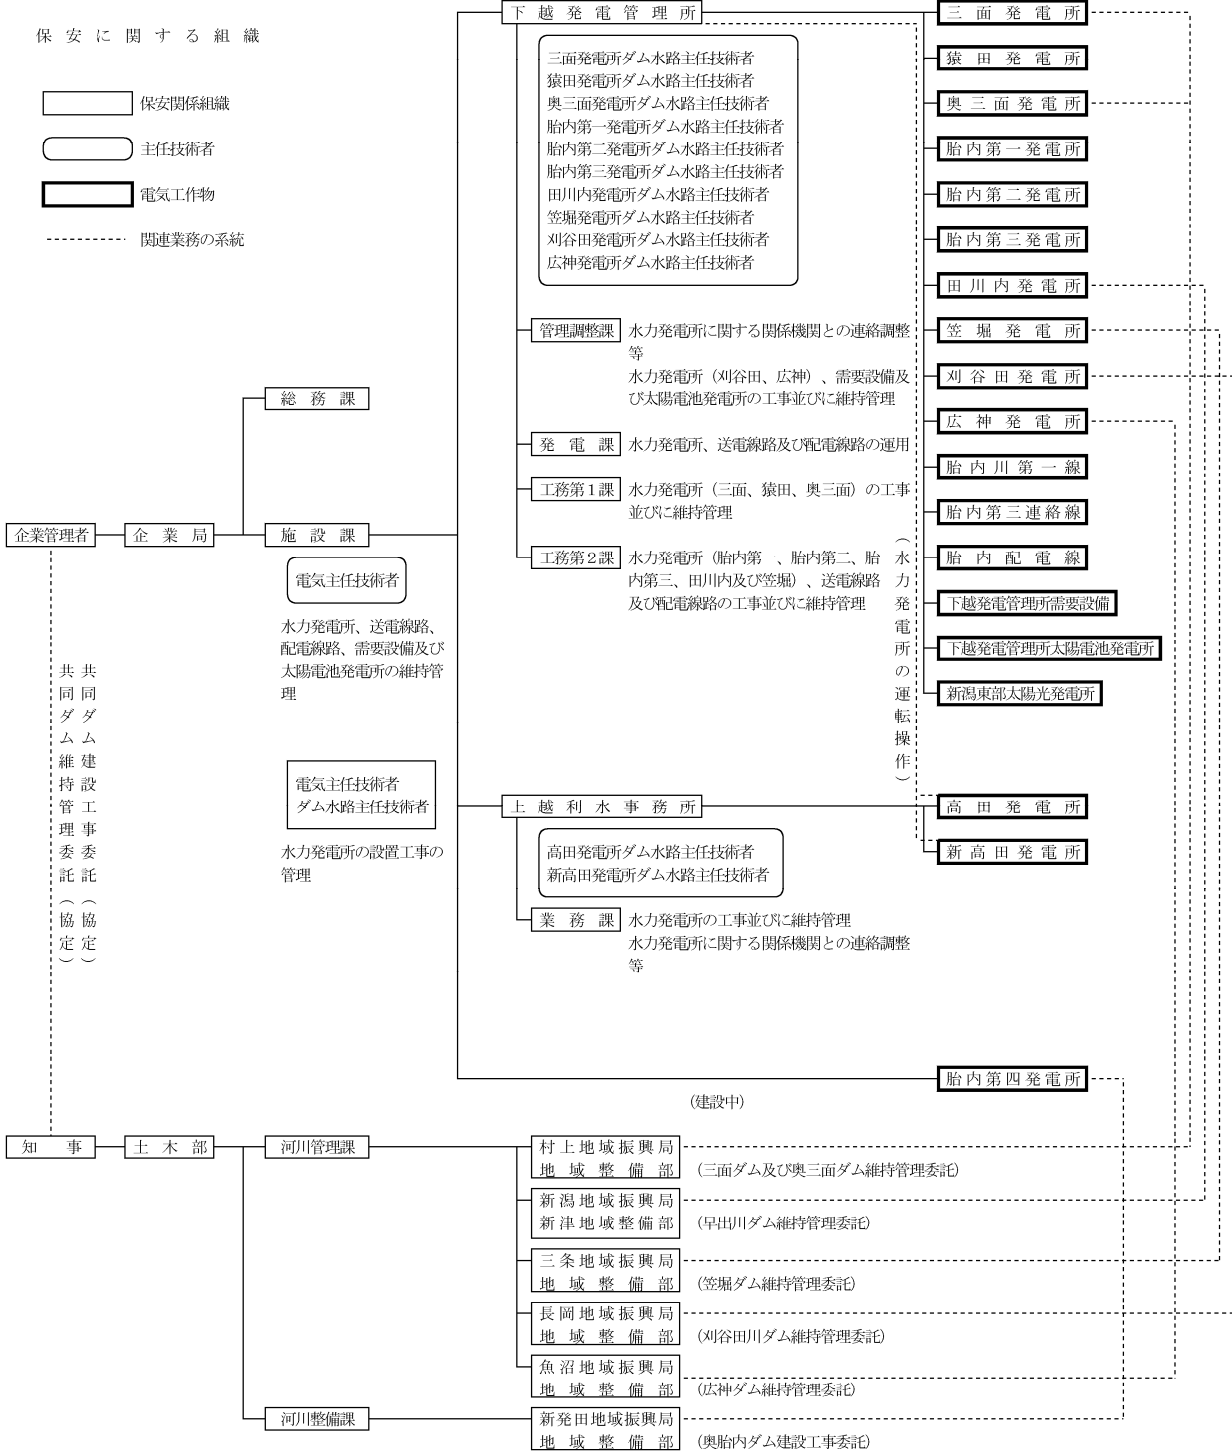 保安に関する組織
保安関係組織
主任技術者
電気工作物
関連業務の系統
企業管理者
企業局
総務課
施設課
電気主任技術者
水力発電所、送電線路、
配電線路、需要設備及び
太陽電池発電所の維持管
理
電気主任技術者
ダム水路主任技術者
水力発電所の設置工事の
管理
共同ダム建設工事委託（協定）
共同ダム維持管理委託（協定）
下越発電管理所
三面発電所ダム水路主任技術者
猿田発電所ダム水路主任技術者
奥三面発電所ダム水路主任技術者
胎内第一発電所ダム水路主任技術者
胎内第二発電所ダム水路主任技術者
胎内第三発電所ダム水路主任技術者
田川内発電所ダム水路主任技術者
笠堀発電所ダム水路主任技術者
刈谷田発電所ダム水路主任技術者
広神発電所ダム水路主任技術者
管理調整課
水力発電所に関する関係機関との連絡調整
等
水力発電所（刈谷田、広神）、需要設備及
び太陽電池発電所の工事並びに維持管理
発電課
水力発電所、送電線路及び配電線路の運用
工務第１課
水力発電所（三面、猿田、奥三面）の工事
並びに維持管理
工務第２課
水力発電所（胎内第　、胎内第二、胎
内第三、田川内及び笠堀）、送電線路
及び配電線路の工事並びに維持管理
（水力発電所の運転操作）
三面発電所
猿田発電所
奥三面発電所
胎内第一発電所
胎内第二発電所
胎内第三発電所
田川内発電所
笠堀発電所
刈谷田発電所
広神発電所
胎内川第一線
胎内第三連絡線
胎内配電線
下越発電管理所需要設備
下越発電管理所太陽電池発電所
新潟東部太陽光発電所
上越利水事務所
高田発電所ダム水路主任技術者
新高田発電所ダム水路主任技術者
業務課
水力発電所の工事並びに維持管理
水力発電所に関する関係機関との連絡調整
等
高田発電所
新高田発電所
胎内第四発電所
（建設中）
知事
土木部
河川管理課
村上地域振興局
地域整備部
（三面ダム及び奥三面ダム維持管理委託）
新潟地域振興局
新津地域整備部
（早出川ダム維持管理委託）
三条地域振興局
地域整備部
（笠堀ダム維持管理委託）
長岡地域振興局
地域整備部
（刈谷田川ダム維持管理委託）
魚沼地域振興局
地域整備部
（広神ダム維持管理委託）
河川整備課
新発田地域振興局
地域整備部
（奥胎内ダム建設工事委託）